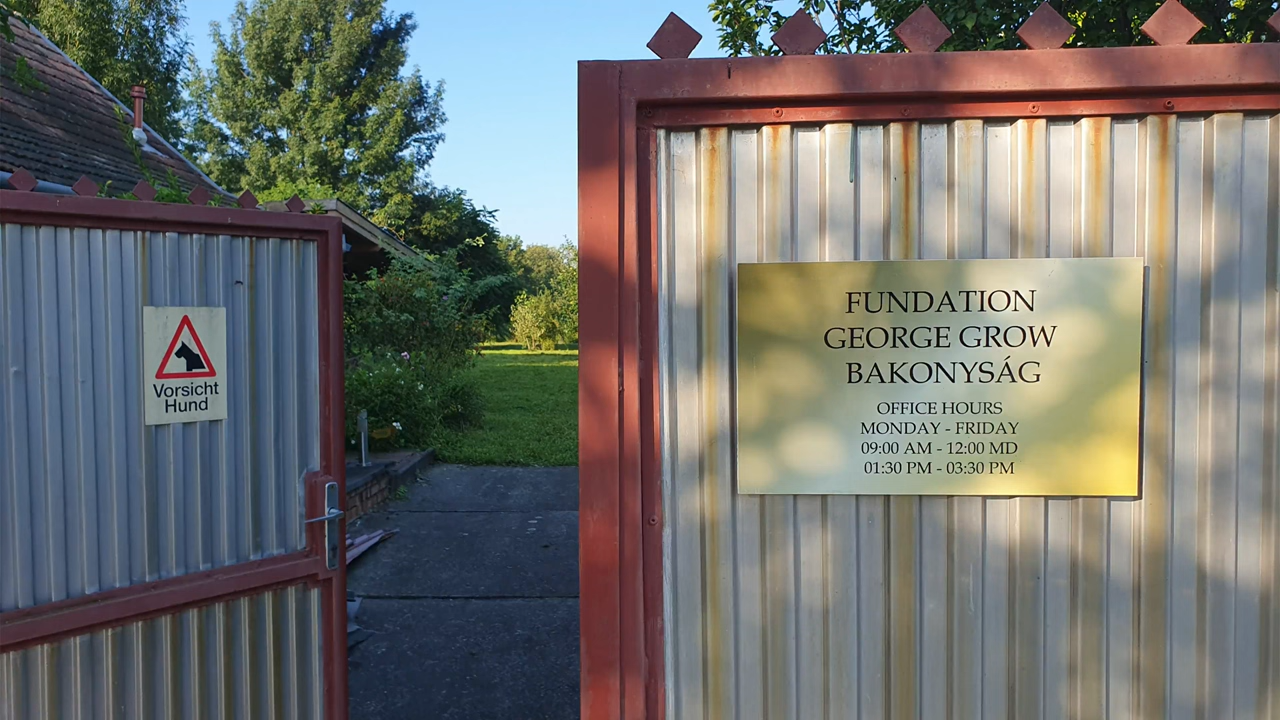 Vorsicht
Hund
FUNDATION
GEORGE GROW
BAKONYSÁG
OFFICE HOURS
MONDAY - FRIDAY
09:00 AM - 12:00 MD
01:30 PM - 03:30 PM